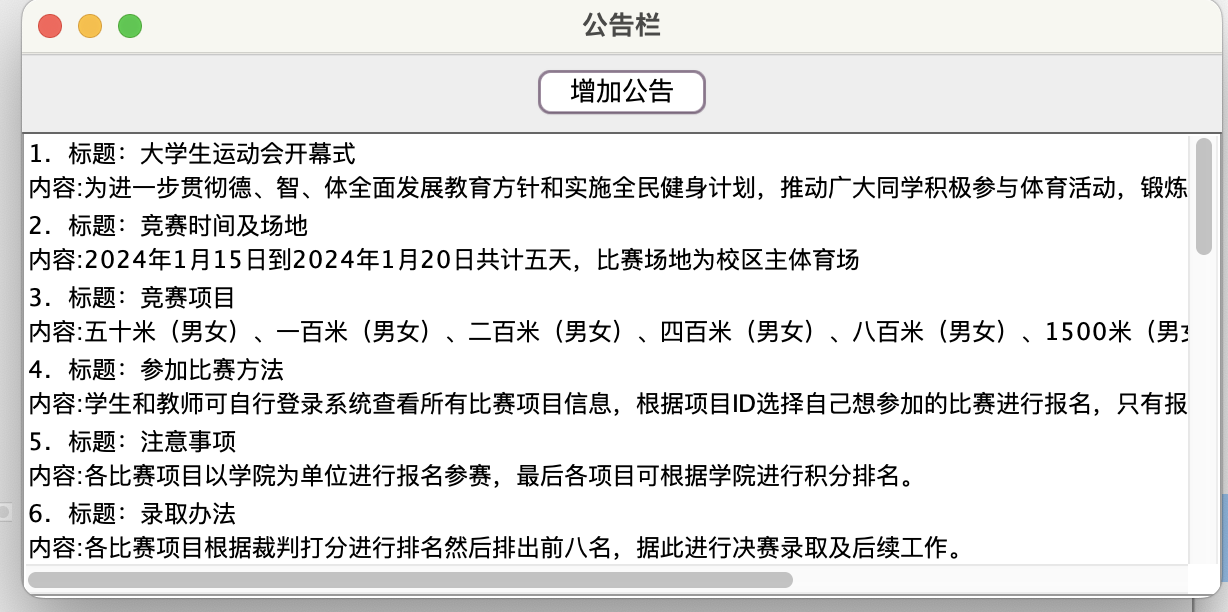 公告栏
增加公告
1．标题：大学生运动会开幕式
内容:为进一步贯彻德、智、体全面发展教育方针和实施全民健身计划，推动广大同学积极参与体育活动，锻炼
2．标题：竞赛时间及场地
内容:2024年1月15日到2024年1月20日共计五天，比赛场地为校区主体育场
3．标题：竞赛项目
内容:五十米（男女）、一百米（男女）、二百米（男女）、四百米（男女）、八百米（男女）、1500米（男女
4．标题：参加比赛方法
内容:学生和教师可自行登录系统查看所有比赛项目信息，根据项目ID选择自己想参加的比赛进行报名，只有报
5．标题：注意事项
内容:各比赛项目以学院为单位进行报名参赛，最后各项目可根据学院进行积分排名。
6．标题：录取办法
内容:各比赛项目根据裁判打分进行排名然后排出前八名，据此进行决赛录取及后续工作。